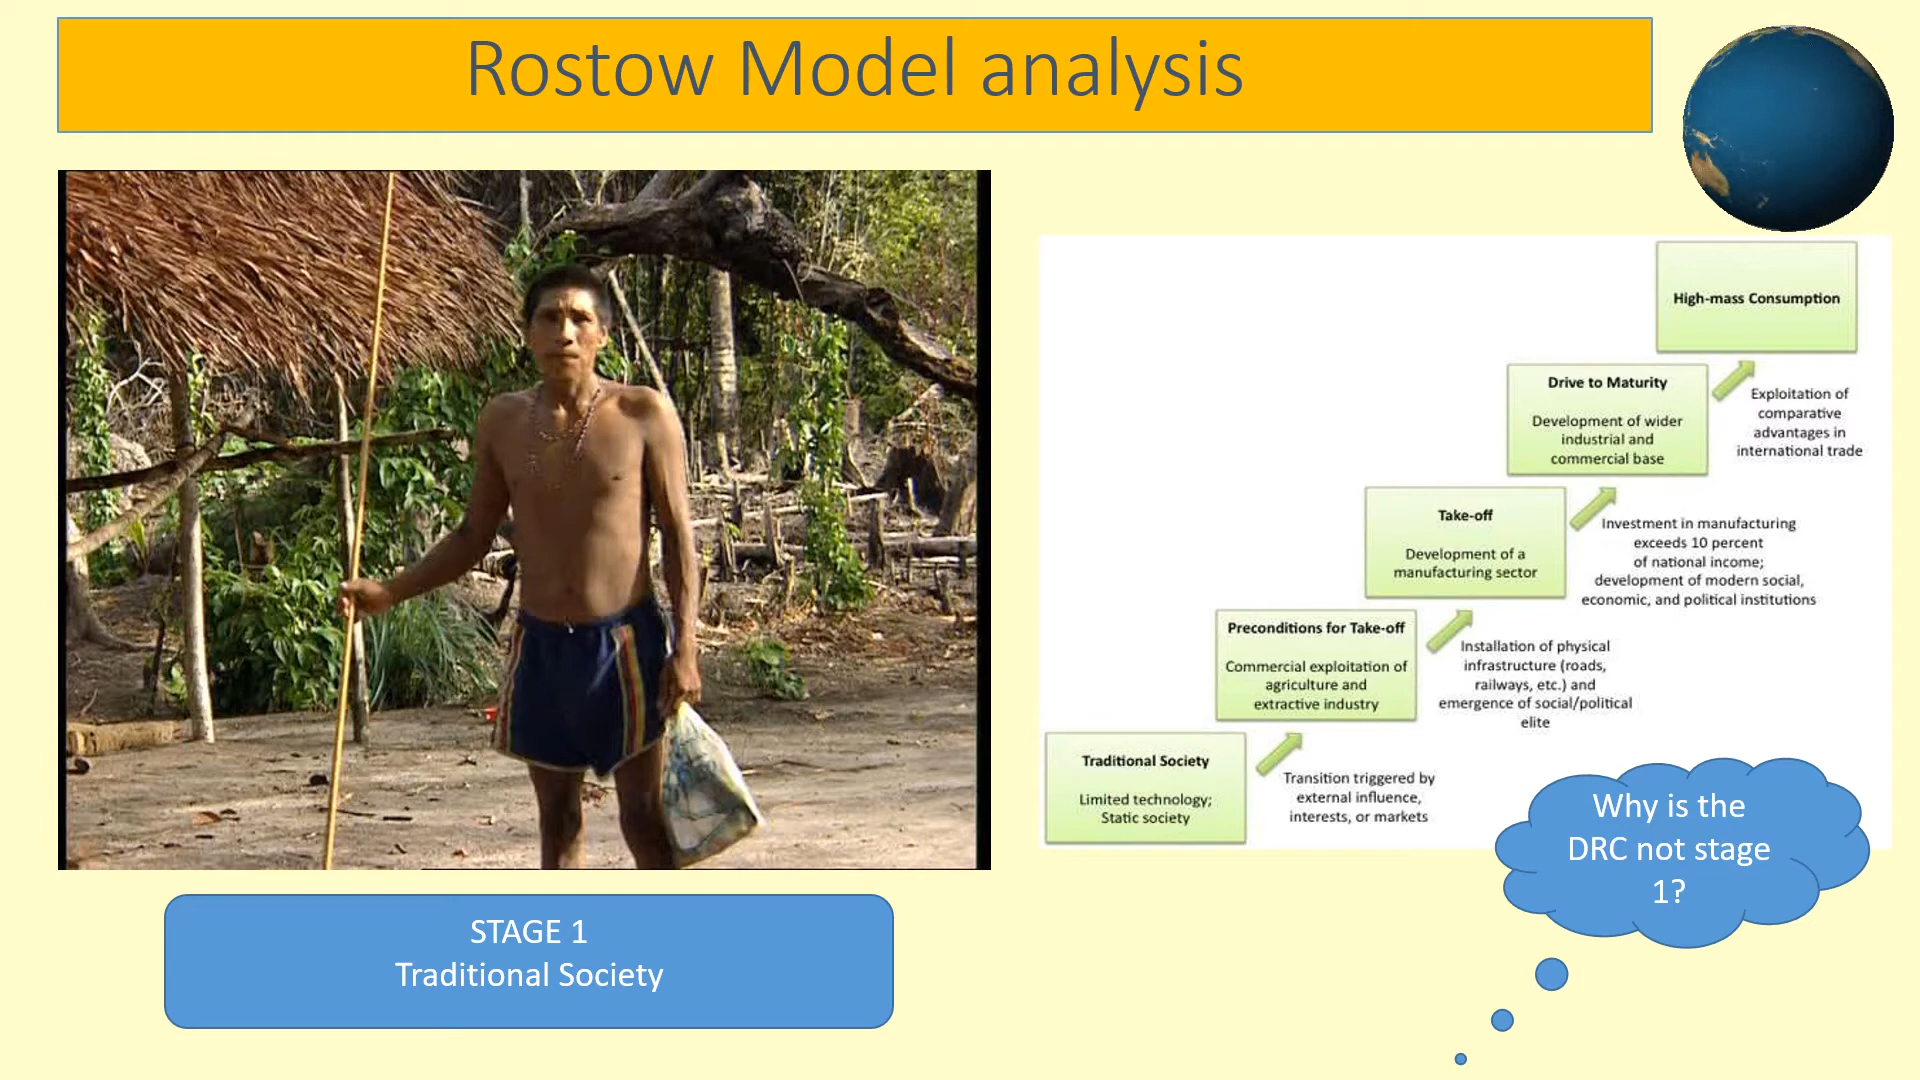 Rostow Model analysis
High-mass Consumption
Drive to Maturity
Development of wider
industrial and
commercial base
Exploitation of
comparative
advantages in
international trade
Take-off
Development of a
manufacturing sector
Investment in manufacturing
exceeds 10 percent
of national income;
development of modern social,
economic, and political institutions
Preconditions for Take-off
Commercial exploitation of
agriculture and
extractive industry
Installation of physical
infrastructure (roads,
railways, etc.) and
emergence of social/political
elite
Traditional Society
Limited technology;
Static society
Transition triggered by
external influence,
interests, or markets
Why is the
DRC not stage
1?
STAGE 1
Traditional Society